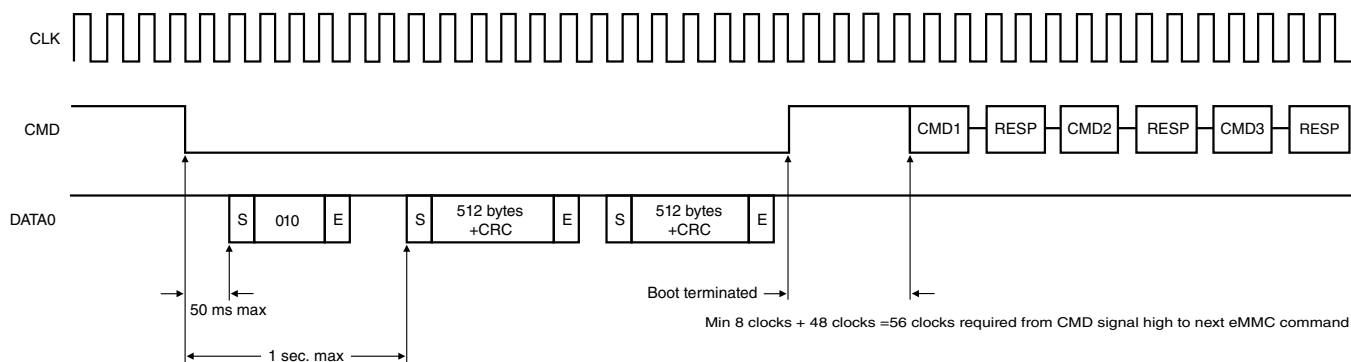 CLK
CMD
CMD1 RESP CMD2 RESP CMD3 RESP
DATA0
S 010 E S 512 bytes +CRC E S 512 bytes +CRC E
50 ms max
Boot terminated
Min 8 clocks + 48 clocks =56 clocks required from CMD signal high to next eMMC command
1 sec. max